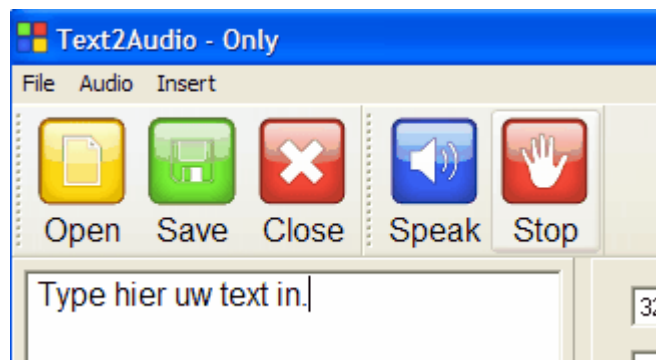 Text2Audio - Only
File Audio Insert
Open Save Close Speak Stop
Type hier uw text in.